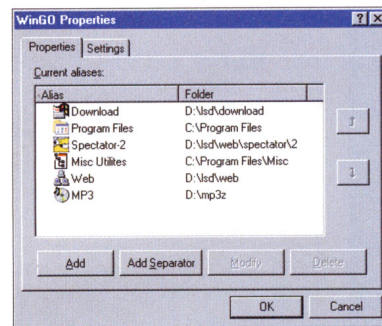 WinGO Properties
Properties Settings
Current aliases:
Alias Folder
Download D:\lsd\download
Program Files C:\Program Files
Spectator-2 D:\lsd\web\spectator\2
Misc Utilites C:\Program Files\Misc
Web D:\lsd\web
MP3 D:\mp3z
Add Add Separator Modify Delete
OK Cancel